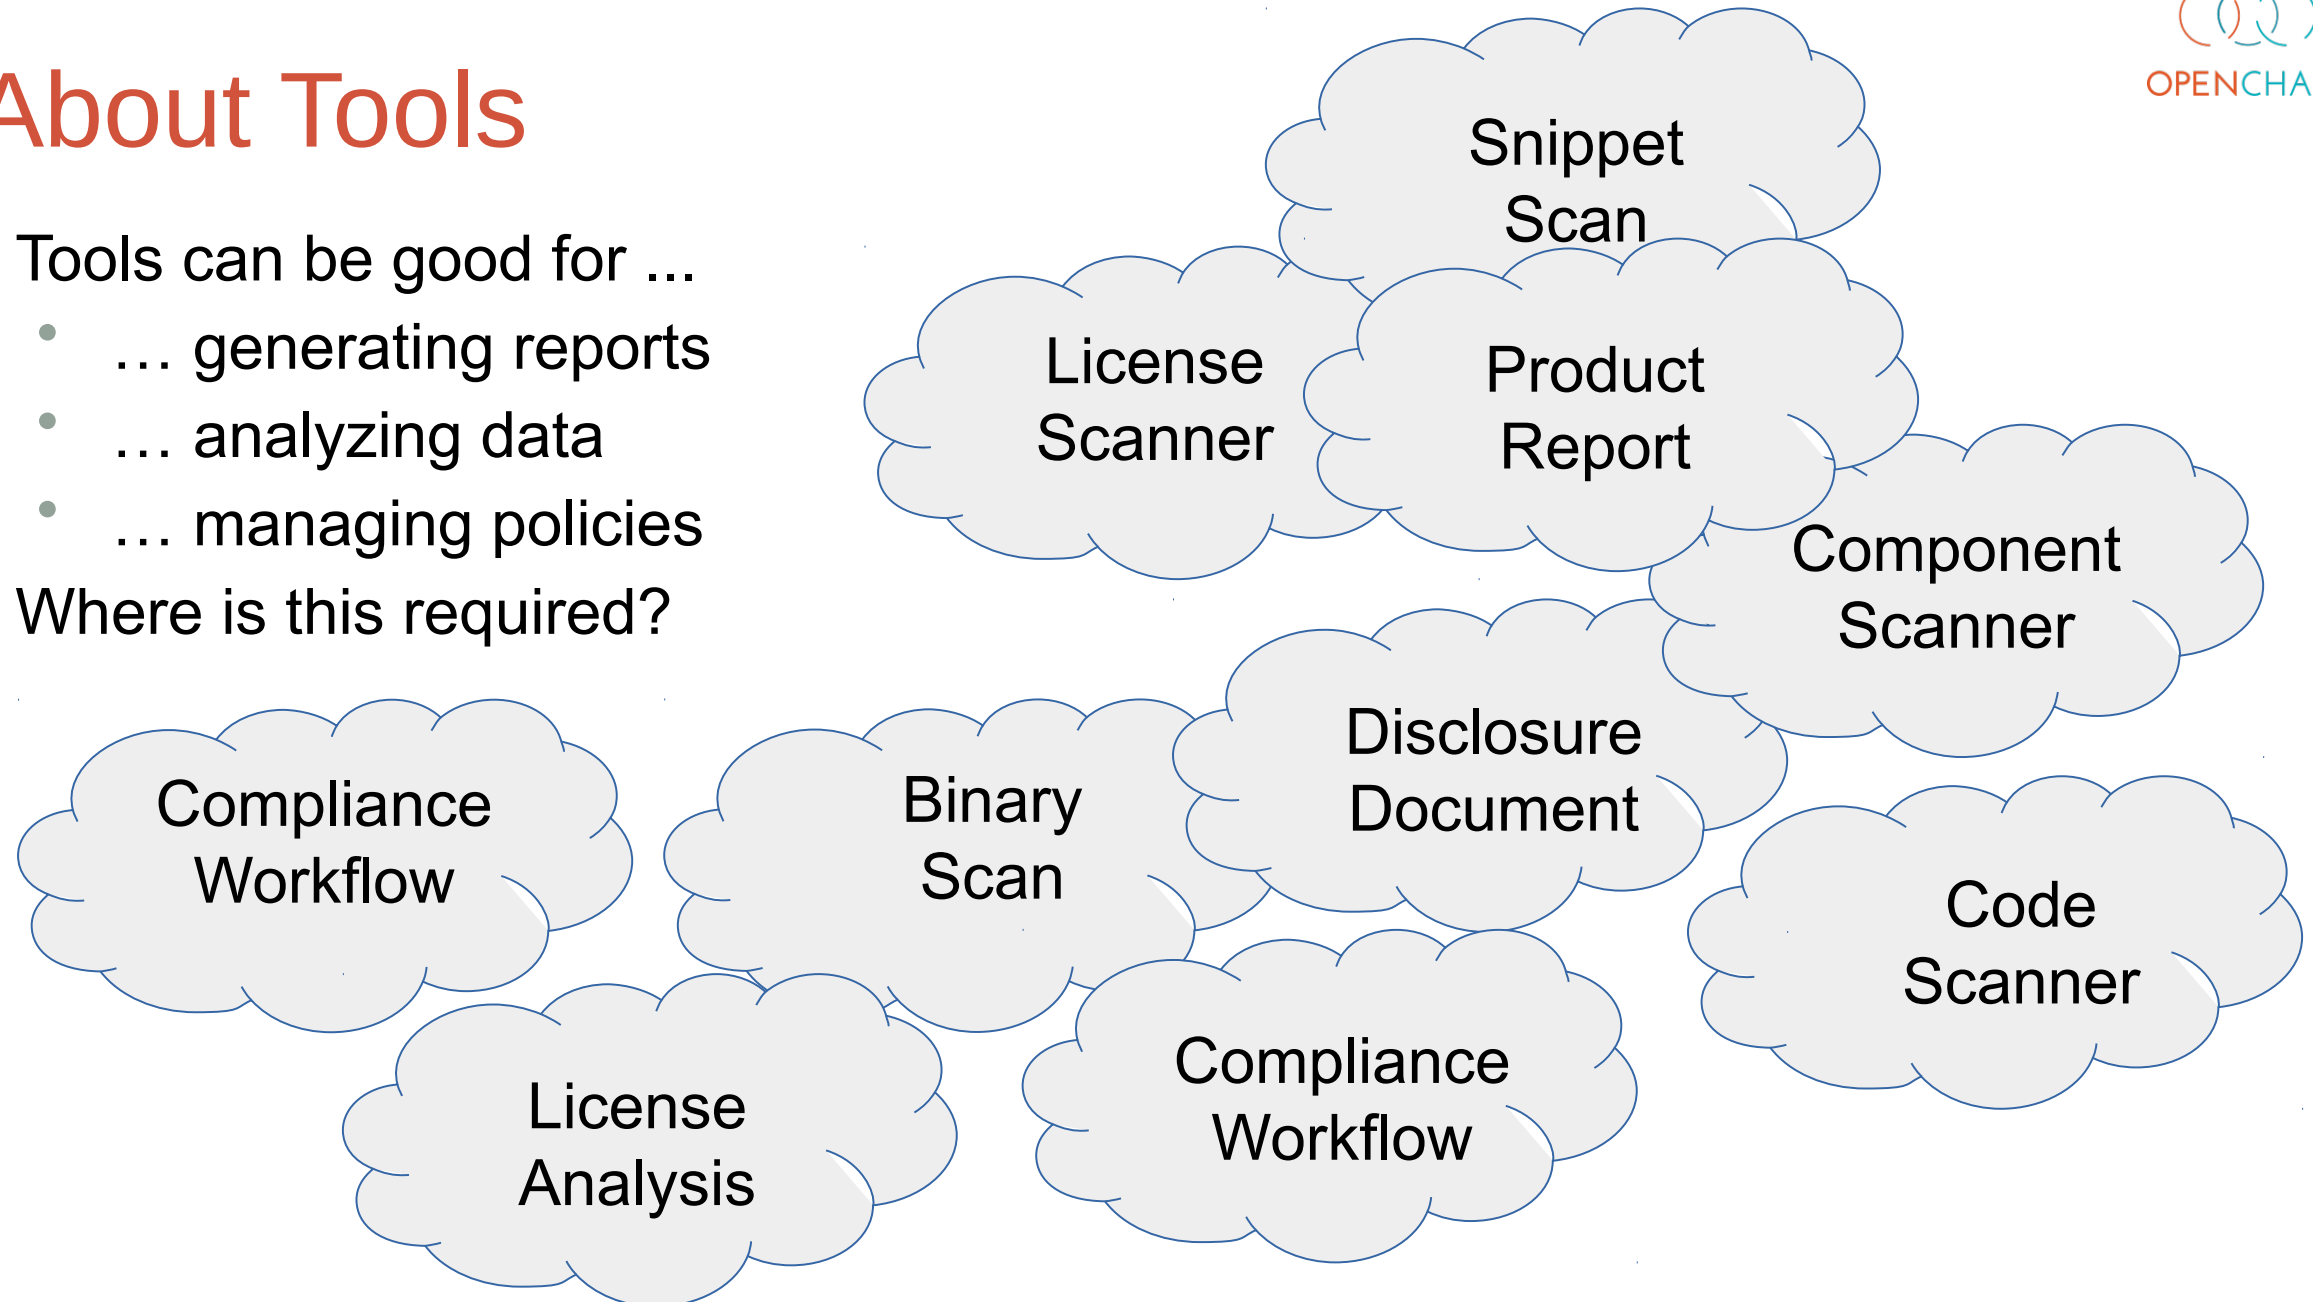 About Tools
OPENCHA
Tools can be good for ...
… generating reports
… analyzing data
… managing policies
Where is this required?
Snippet
Scan
License
Scanner
Product
Report
Component
Scanner
Disclosure
Document
Compliance
Workflow
Binary
Scan
Code
Scanner
License
Analysis
Compliance
Workflow